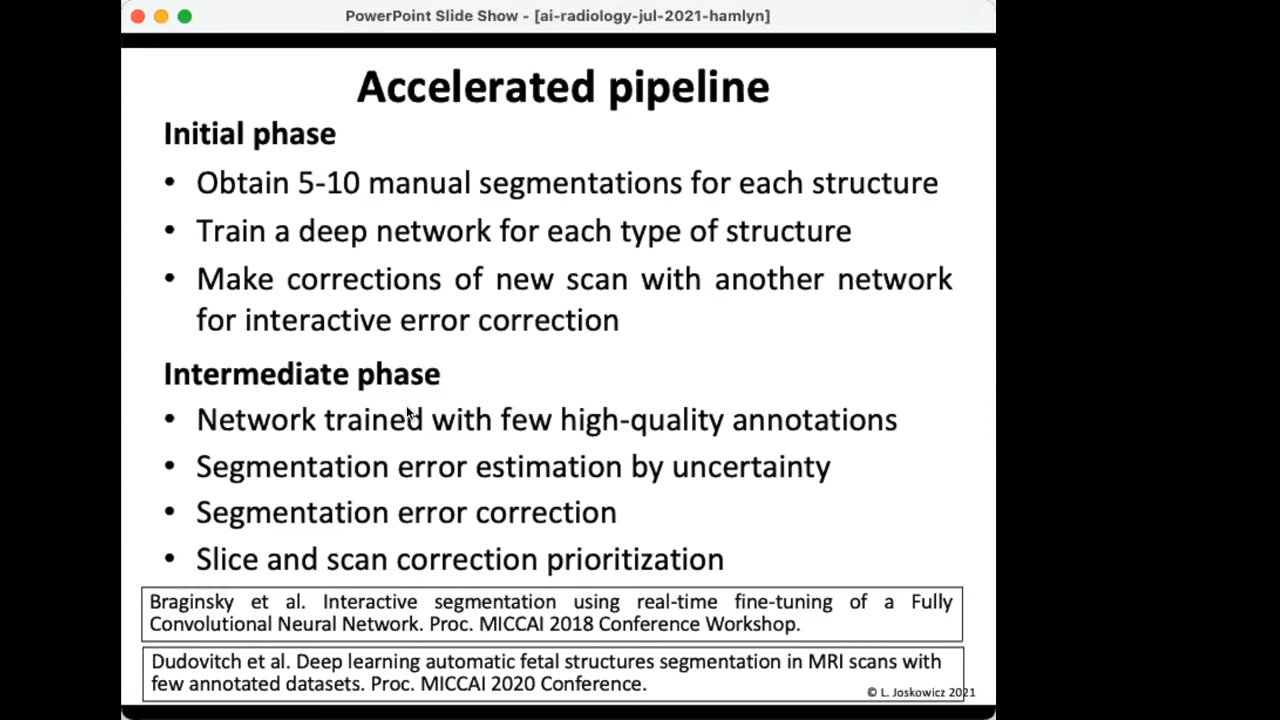 PowerPoint Slide Show - [ai-radiology-jul-2021-hamlyn]
Accelerated pipeline
Initial phase
• Obtain 5-10 manual segmentations for each structure
• Train a deep network for each type of structure
• Make corrections of new scan with another network
for interactive error correction
Intermediate phase
• Network trained with few high-quality annotations
• Segmentation error estimation by uncertainty
• Segmentation error correction
• Slice and scan correction prioritization
Braginsky et al. Interactive segmentation using real-time fine-tuning of a Fully
Convolutional Neural Network. Proc. MICCAI 2018 Conference Workshop.
Dudovitch et al. Deep learning automatic fetal structures segmentation in MRI scans with
few annotated datasets. Proc. MICCAI 2020 Conference.
© L. Joskowicz 2021